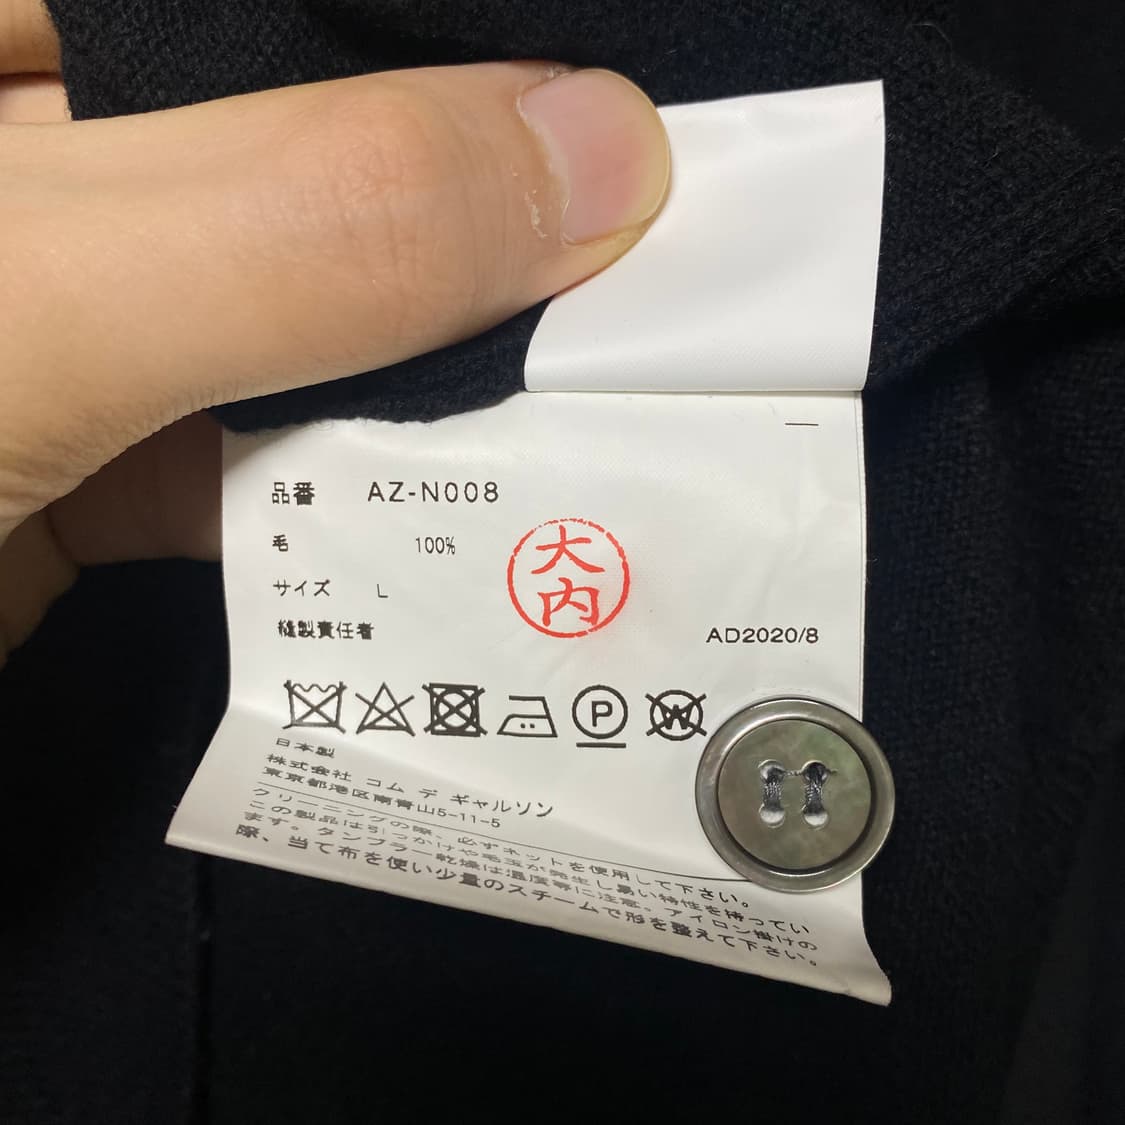 品番 AZ-N008
毛 100%
サイズ L
縫製責任者
大内
AD2020/8
P
W
日本製
株式会社 コム デ ギャルソン
東京都港区南青山5-11-5
クリーニングの際、必ずネットを使用して下さい。
この製品は引っかけや毛玉が発生し易い特性を持ってい
ます。タンブラー乾燥は温度等に注意。アイロン掛けの
際、当て布を使い少量のスチームで形を整えて下さい。